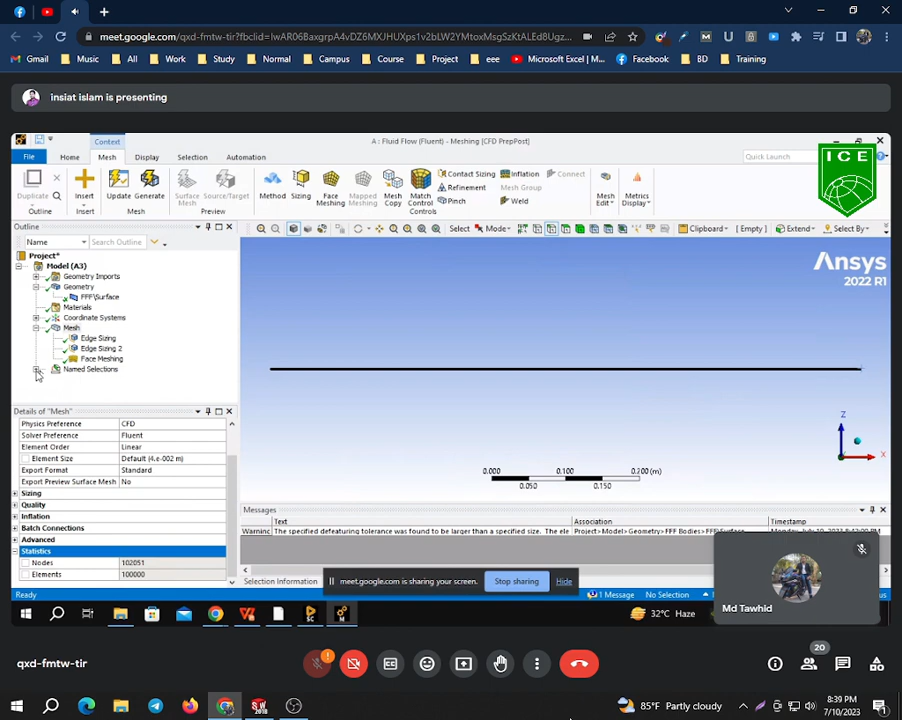 meet.google.com/qxd-fmtw-tir?fbclid=IwAR06BaxgrpA4vDZ6MXJHUXps1v2bLW2YMtoxMsgSzKtALEd8Ugz...
Gmail Music All Work Study Normal Campus Course Project eee Microsoft Excel | M... Facebook BD Training
insiat islam is presenting
Context
A : Fluid Flow (Fluent) - Meshing [CFD PrepPost]
File Home Mesh Display Selection Automation
Quick Launch
ICE
Duplicate
Outline
Insert
Insert
Update Generate
Mesh
Surface Mesh
Source/Target
Preview
Method
Sizing
Face Meshing
Mapped Meshing
Mesh Copy
Match Control
Contact Sizing
Refinement
Pinch
Inflation
Mesh Group
Weld
Connect
Controls
Mesh Edit
Metrics Display
Outline
Select Mode
Clipboard [ Empty ] Extend Select By
Name Search Outline
Project*
Model (A3)
Geometry Imports
Geometry
FFF\Surface
Materials
Coordinate Systems
Mesh
Edge Sizing
Edge Sizing 2
Face Meshing
Named Selections
Ansys
2022 R1
Z
X
0.000 0.100 0.200 (m)
0.050 0.150
Details of "Mesh"
Physics Preference CFD
Solver Preference Fluent
Element Order Linear
Element Size Default (4.e-002 m)
Export Format Standard
Export Preview Surface Mesh No
Sizing
Quality
Inflation
Batch Connections
Advanced
Statistics
Nodes 102051
Elements 100000
Messages
Text Association Timestamp
Warninc The specified defeaturing tolerance was found to be larger than a specified size. The ele Project>Model>Geometry>FFF Bodies>FFF\Surface
Selection Information
meet.google.com is sharing your screen. Stop sharing Hide
Ready 1 Message No Selection
Md Tawhid
32°C Haze
qxd-fmtw-tir
CC
20
85°F Partly cloudy
8:39 PM
7/10/2023